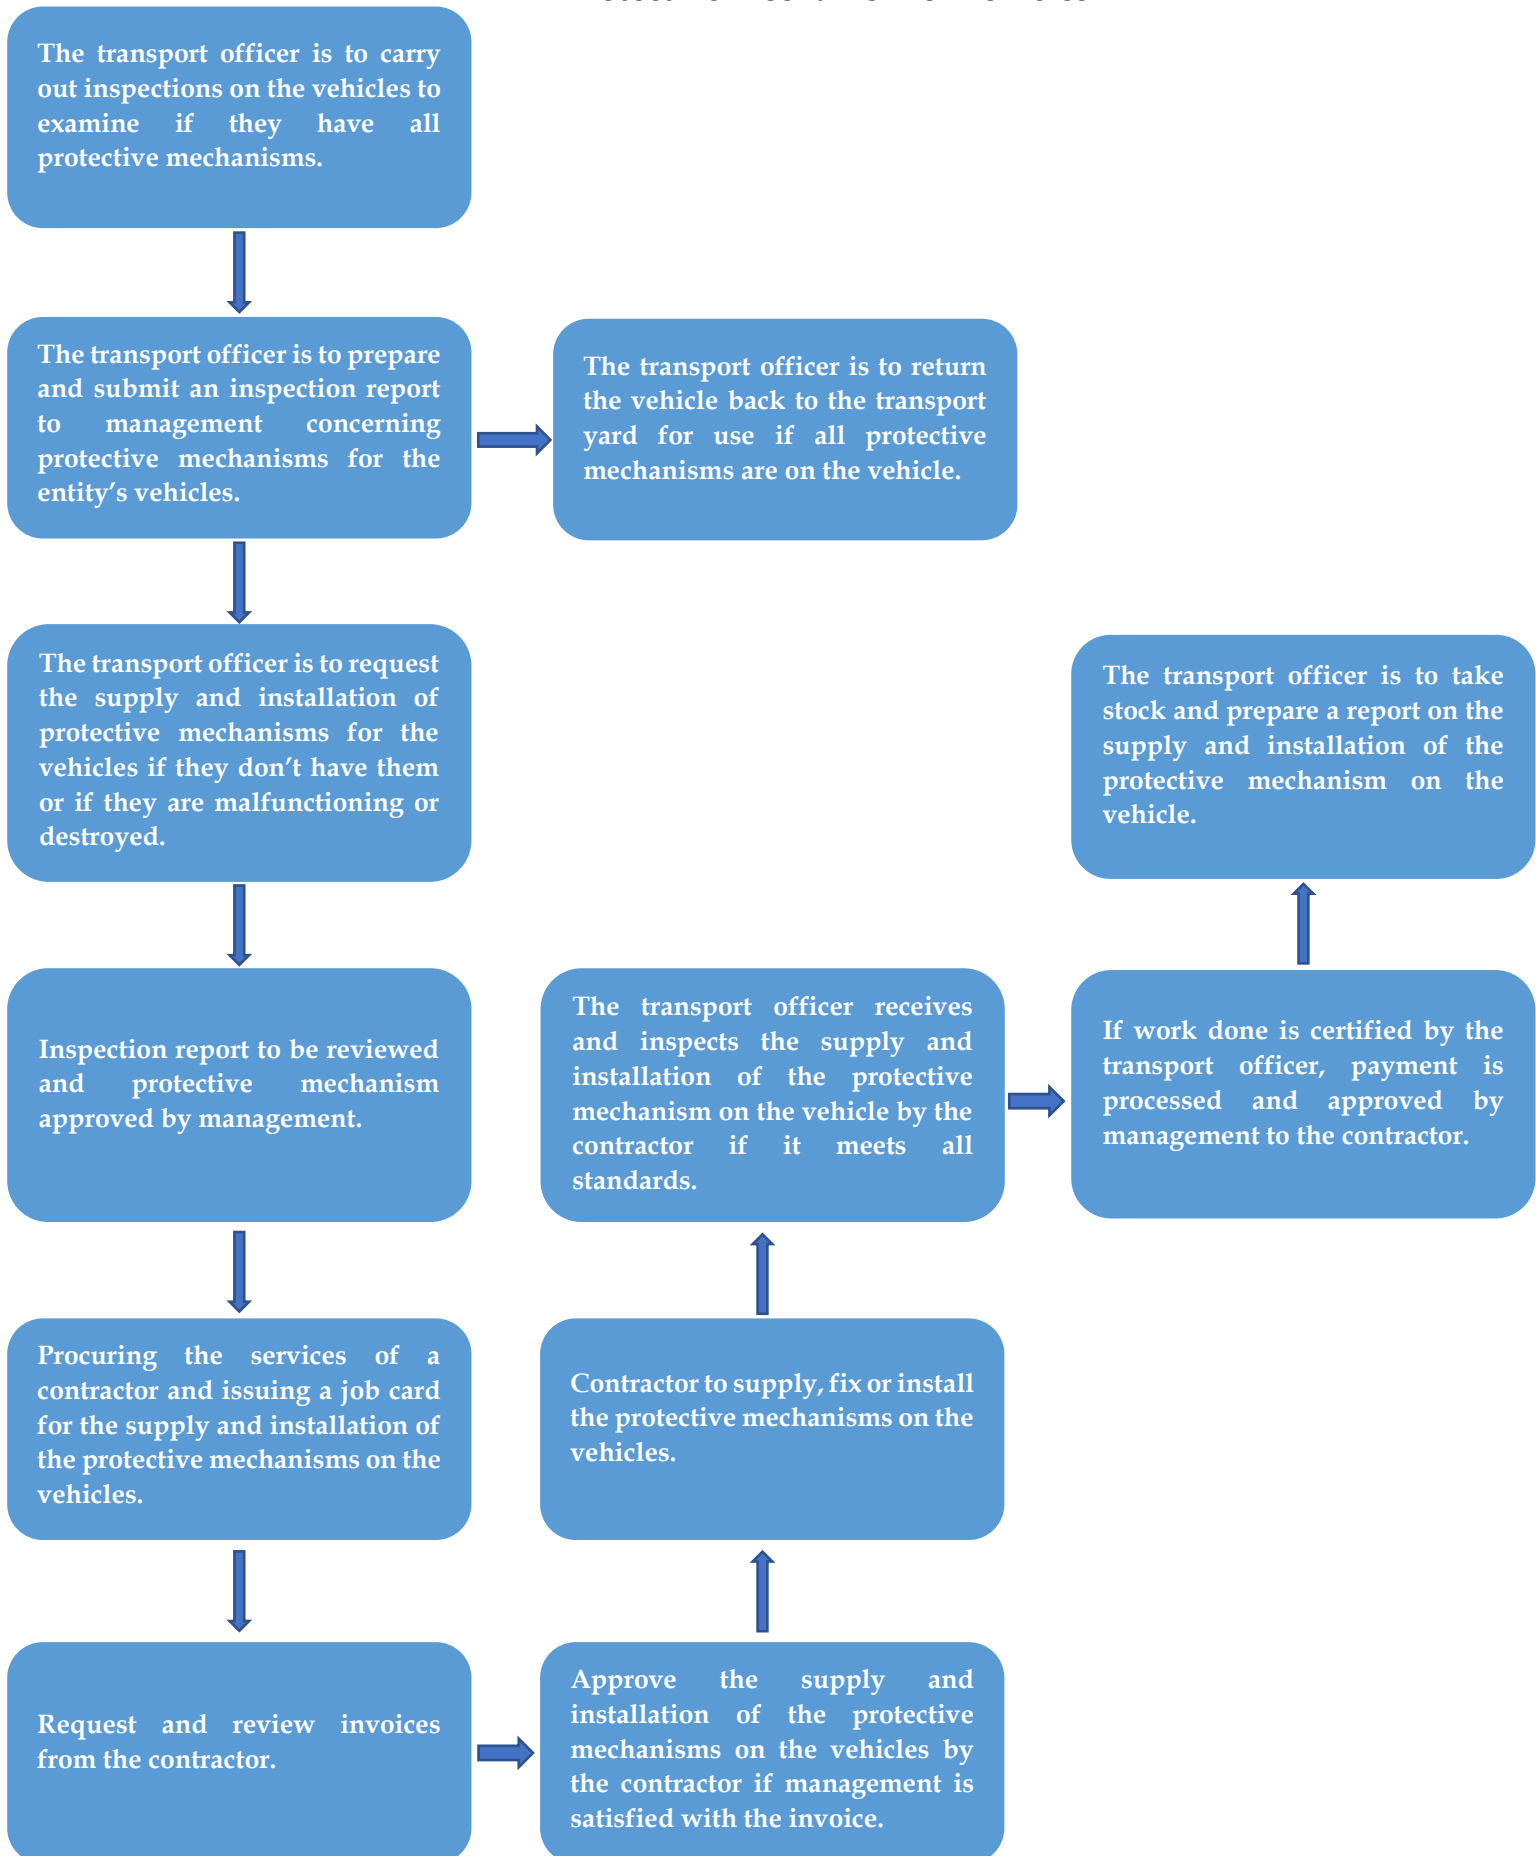 The transport officer is to carry
out inspections on the vehicles to
examine if they have all
protective mechanisms.
The transport officer is to prepare
and submit an inspection report
to management concerning
protective mechanisms for the
entity’s vehicles.
The transport officer is to return
the vehicle back to the transport
yard for use if all protective
mechanisms are on the vehicle.
The transport officer is to request
the supply and installation of
protective mechanisms for the
vehicles if they don’t have them
or if they are malfunctioning or
destroyed.
Inspection report to be reviewed
and protective mechanism
approved by management.
Procuring the services of a
contractor and issuing a job card
for the supply and installation of
the protective mechanisms on the
vehicles.
Request and review invoices
from the contractor.
Approve the supply and
installation of the protective
mechanisms on the vehicles by
the contractor if management is
satisfied with the invoice.
Contractor to supply, fix or install
the protective mechanisms on the
vehicles.
The transport officer receives
and inspects the supply and
installation of the protective
mechanism on the vehicle by the
contractor if it meets all
standards.
If work done is certified by the
transport officer, payment is
processed and approved by
management to the contractor.
The transport officer is to take
stock and prepare a report on the
supply and installation of the
protective mechanism on the
vehicle.